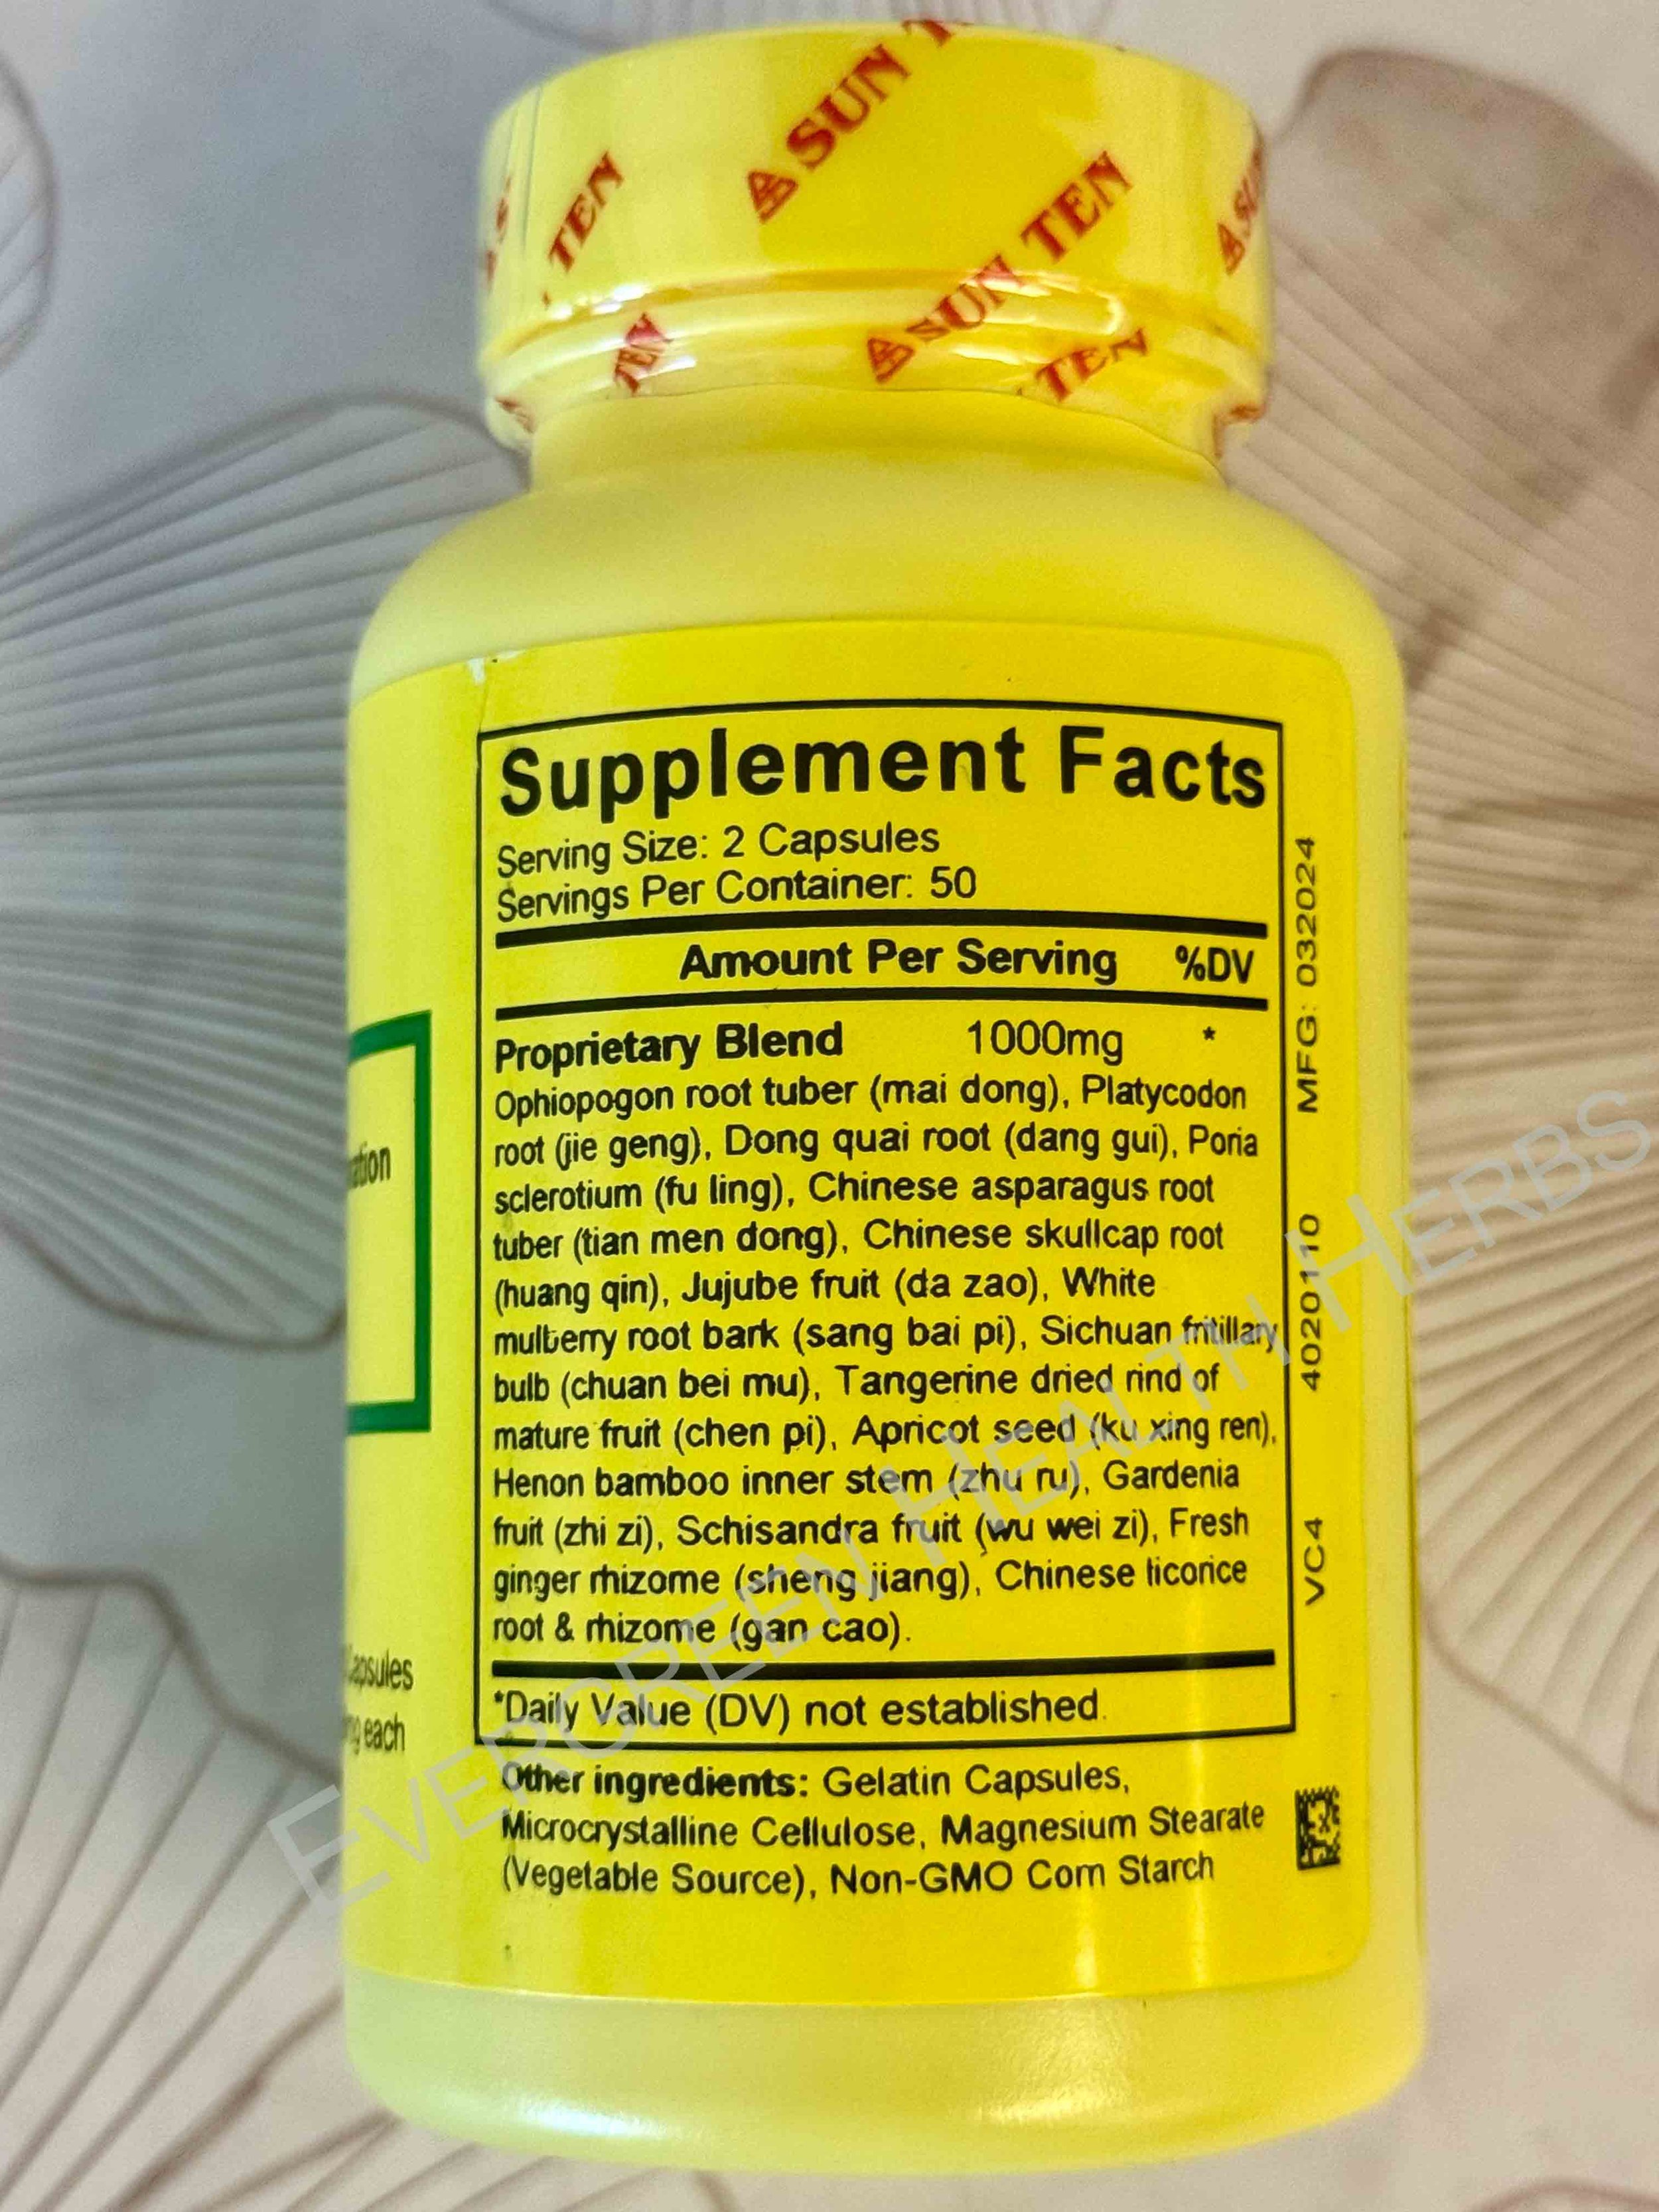 SUN T
TEN
SUN TEN
TEN
TEN
Supplement Facts
Serving Size: 2 Capsules
Servings Per Container: 50
Amount Per Serving %DV
Proprietary Blend 1000mg *
Ophiopogon root tuber (mai dong), Platycodon
root (jie geng), Dong quai root (dang gui), Poria
sclerotium (fu ling), Chinese asparagus root
tuber (tian men dong), Chinese skullcap root
(huang qin), Jujube fruit (da zao), White
mulberry root bark (sang bai pi), Sichuan fritillary
bulb (chuan bei mu), Tangerine dried rind of
mature fruit (chen pi), Apricot seed (ku xing ren),
Henon bamboo inner stem (zhu ru), Gardenia
fruit (zhi zi), Schisandra fruit (wu wei zi), Fresh
ginger rhizome (sheng jiang), Chinese licorice
root & rhizome (gan cao).
*Daily Value (DV) not established.
Other ingredients: Gelatin Capsules,
Microcrystalline Cellulose, Magnesium Stearate
(Vegetable Source), Non-GMO Corn Starch
VC4 4020110 MFG: 032024
each
EVERGREEN HEALTH HERBS